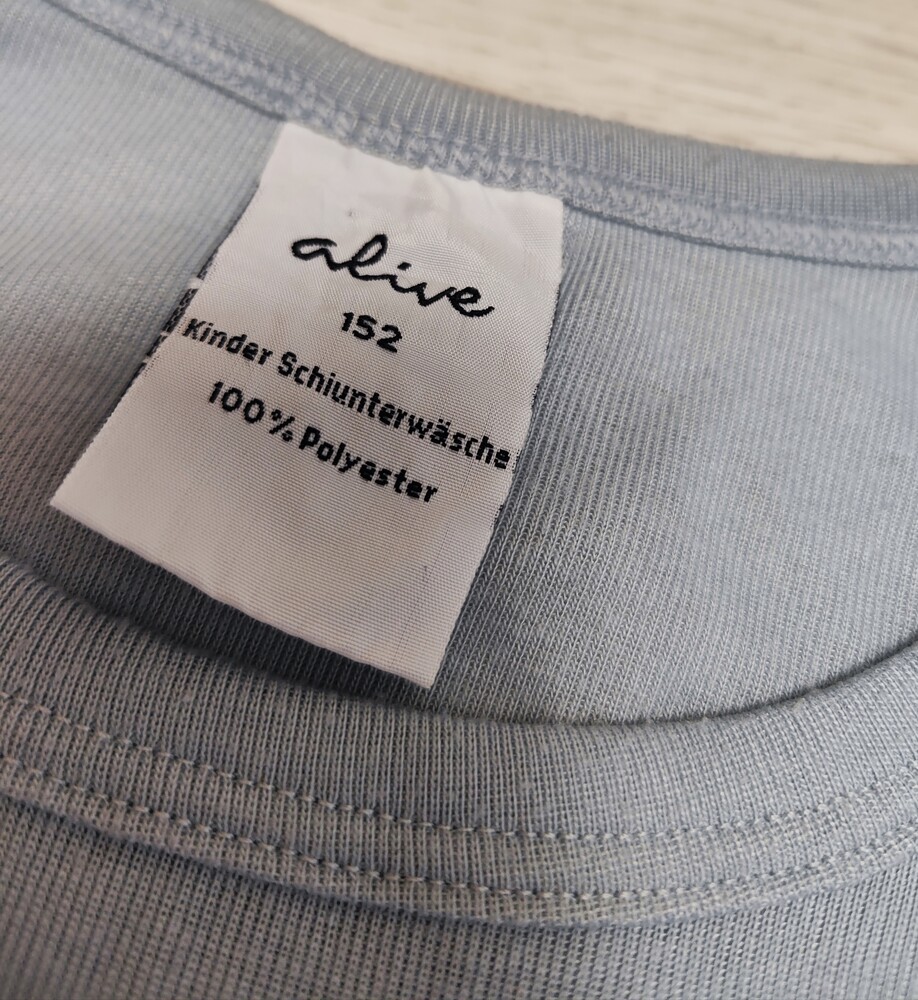 alive
152
Kinder Schiunterwäsche
100% Polyester